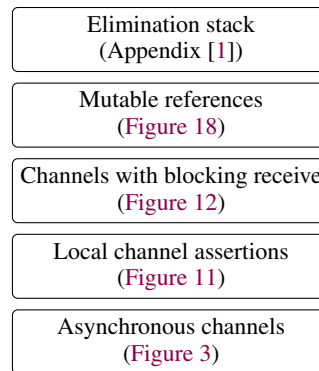 Elimination stack
(Appendix [1])
Mutable references
(Figure 18)
Channels with blocking receive
(Figure 12)
Local channel assertions
(Figure 11)
Asynchronous channels
(Figure 3)